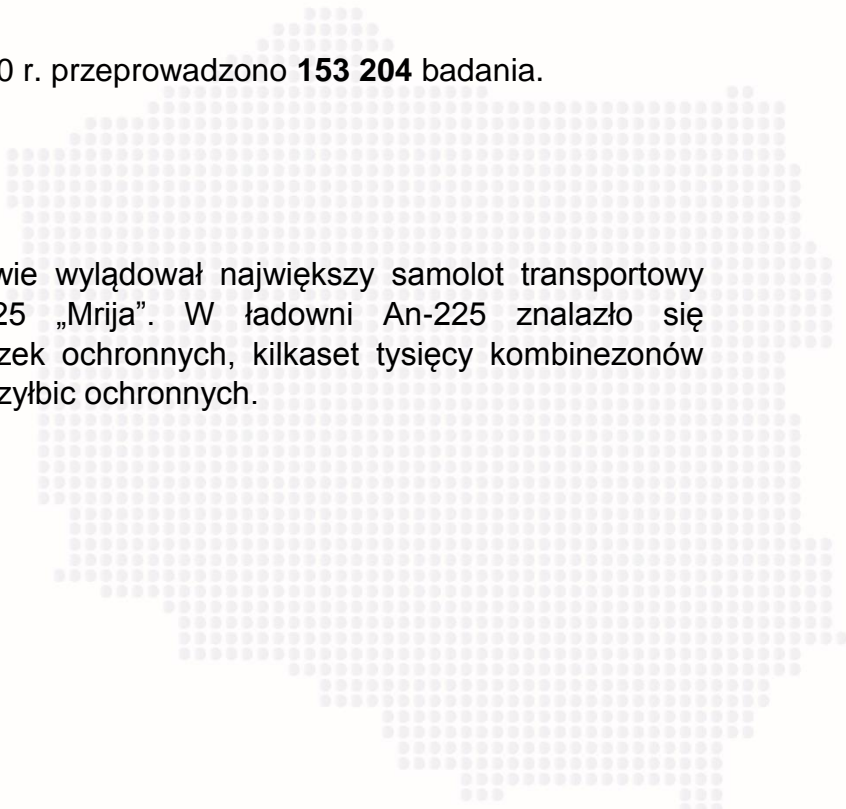 0 r. przeprowadzono 153 204 badania.
wie wylądował największy samolot transportowy
25 „Mrija”. W ładowni An-225 znalazło się
zek ochronnych, kilkaset tysięcy kombinezonów
zyłbic ochronnych.